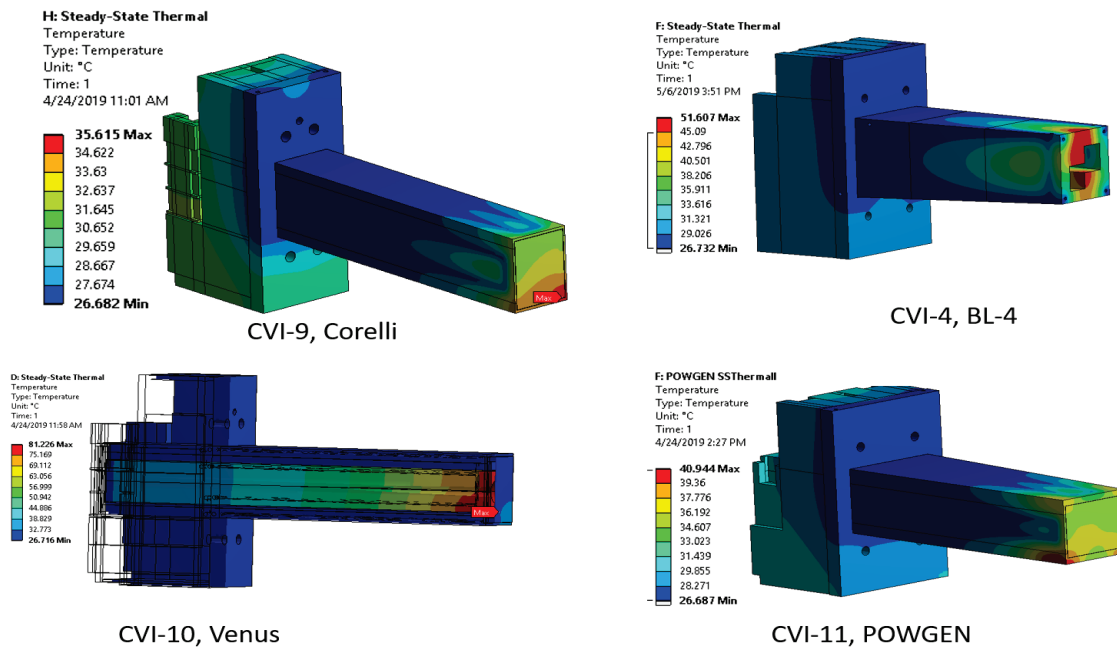 H: Steady-State Thermal
Temperature
Type: Temperature
Unit: °C
Time: 1
4/24/2019 11:01 AM
35.615 Max
34.622
33.63
32.637
31.645
30.652
29.659
28.667
27.674
26.682 Min
Max
CVI-9, Corelli
F: Steady-State Thermal
Temperature
Type: Temperature
Unit: °C
Time: 1
5/6/2019 3:51 PM
51.607 Max
45.09
42.796
40.501
38.206
35.911
33.616
31.321
29.026
26.732 Min
CVI-4, BL-4
D: Steady-State Thermal
Temperature
Type: Temperature
Unit: °C
Time: 1
4/24/2019 11:58 AM
81.226 Max
75.169
69.112
63.056
56.999
50.942
44.886
38.829
32.773
26.716 Min
Max
CVI-10, Venus
F: POWGEN SSThermall
Temperature
Type: Temperature
Unit: °C
Time: 1
4/24/2019 2:27 PM
40.944 Max
39.36
37.776
36.192
34.607
33.023
31.439
29.855
28.271
26.687 Min
CVI-11, POWGEN